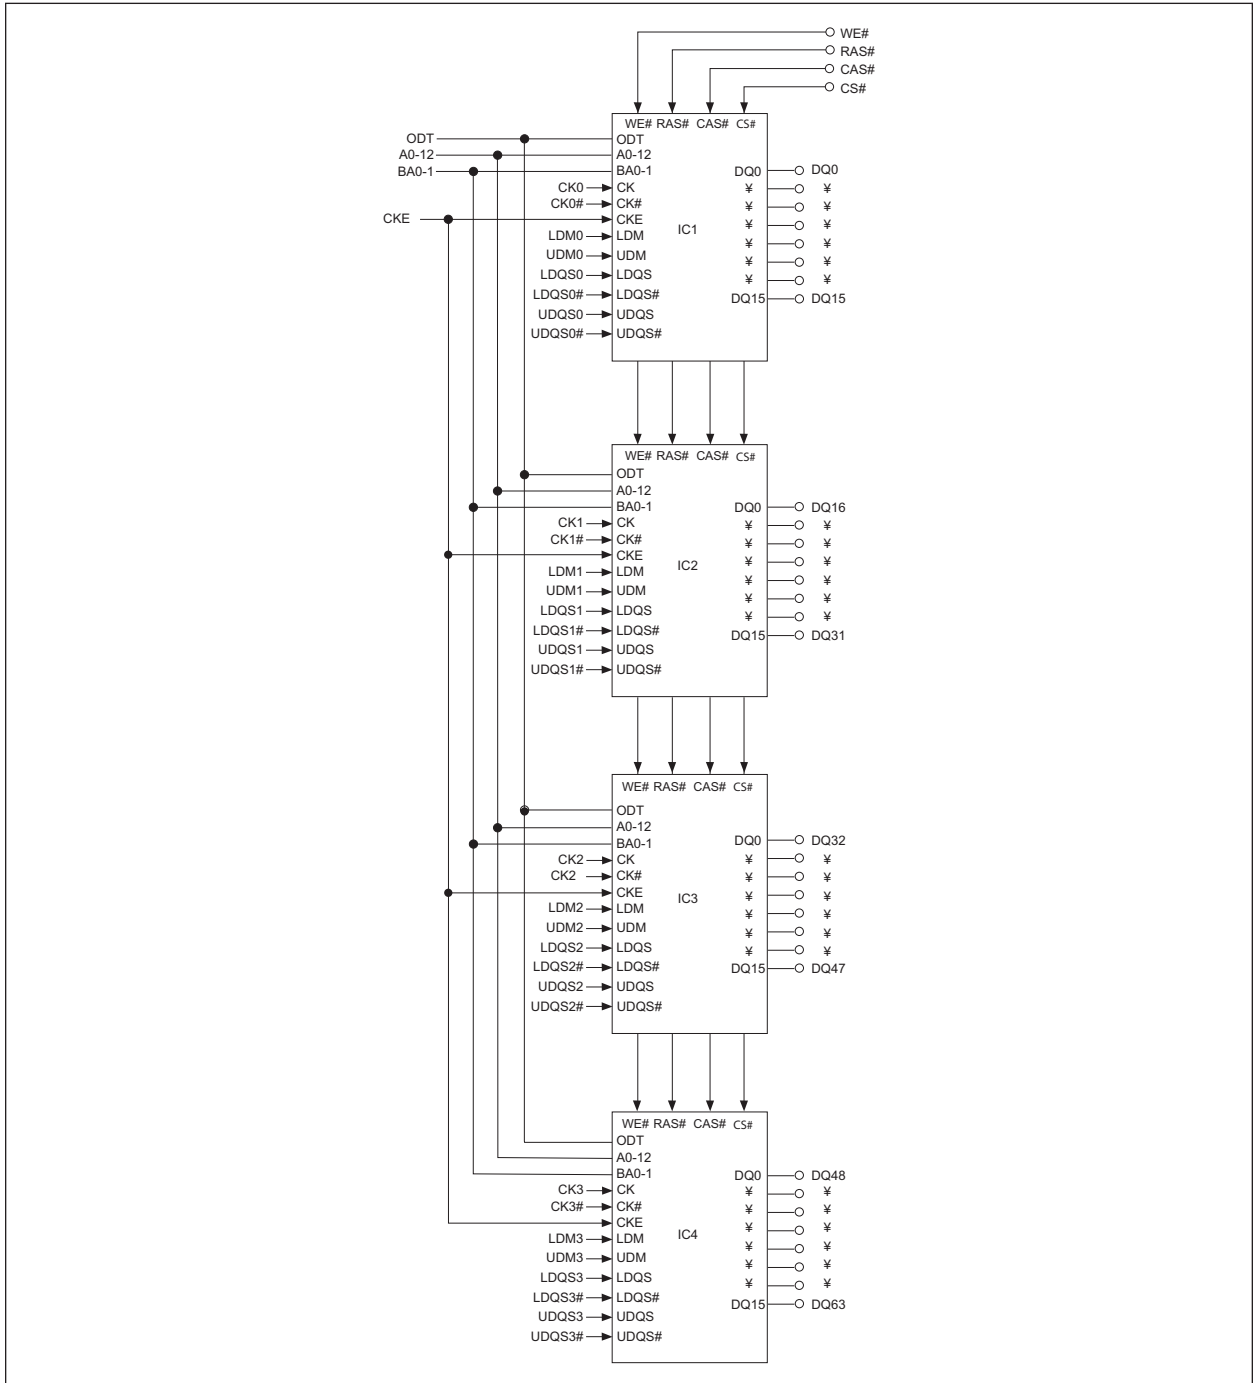 WE#
RAS#
CAS#
CS#
WE# RAS# CAS# CS#
ODT ODT
A0-12 A0-12
BA0-1 BA0-1 DQ0 DQ0
CK0 CK ¥ ¥
CK0# CK# ¥ ¥
CKE CKE ¥ ¥
LDM0 LDM IC1 ¥ ¥
UDM0 UDM ¥ ¥
LDQS0 LDQS ¥ ¥
LDQS0# LDQS# DQ15 DQ15
UDQS0 UDQS
UDQS0# UDQS#
WE# RAS# CAS# CS#
ODT
A0-12
BA0-1 DQ0 DQ16
CK1 CK ¥ ¥
CK1# CK# ¥ ¥
CKE ¥ ¥
LDM1 LDM IC2 ¥ ¥
UDM1 UDM ¥ ¥
LDQS1 LDQS ¥ ¥
LDQS1# LDQS# DQ15 DQ31
UDQS1 UDQS
UDQS1# UDQS#
WE# RAS# CAS# CS#
ODT
A0-12
BA0-1 DQ0 DQ32
CK2 CK ¥ ¥
CK2 CK# ¥ ¥
CKE IC3 ¥ ¥
LDM2 LDM ¥ ¥
UDM2 UDM ¥ ¥
LDQS2 LDQS ¥ ¥
LDQS2# LDQS# DQ15 DQ47
UDQS2 UDQS
UDQS2# UDQS#
WE# RAS# CAS# CS#
ODT
A0-12
BA0-1 DQ0 DQ48
CK3 CK ¥ ¥
CK3# CK# ¥ ¥
CKE ¥ ¥
LDM3 LDM IC4 ¥ ¥
UDM3 UDM ¥ ¥
LDQS3 LDQS ¥ ¥
LDQS3# LDQS# DQ15 DQ63
UDQS3 UDQS
UDQS3# UDQS#